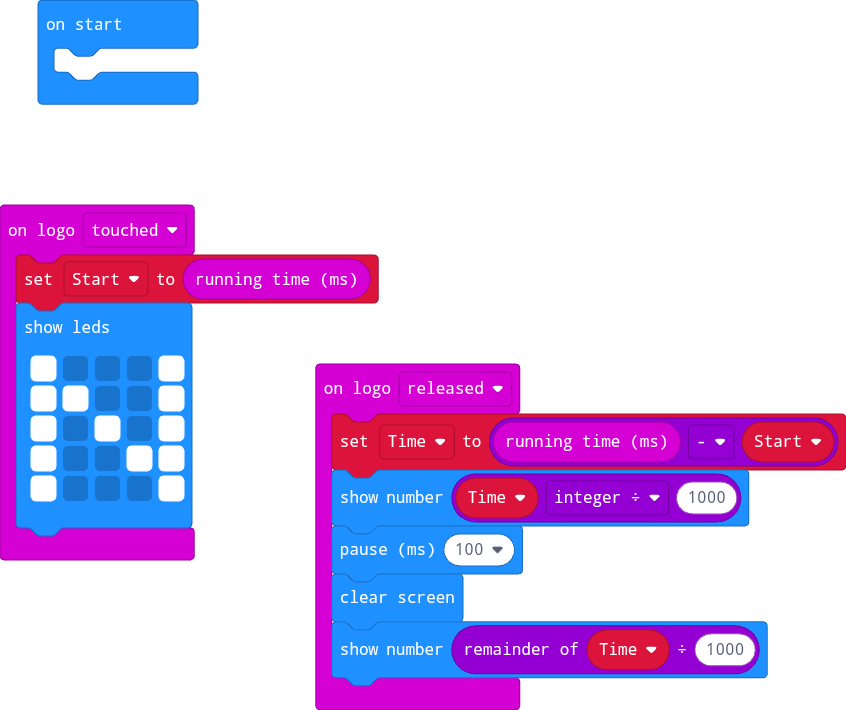 on start
on logo touched
set Start to running time (ms)
show leds
on logo released
set Time to running time (ms) - Start
show number Time integer ÷ 1000
pause (ms) 100
clear screen
show number remainder of Time ÷ 1000